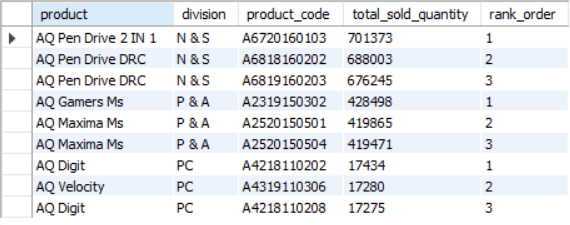 product division product_code total_sold_quantity rank_order
AQ Pen Drive 2 IN 1 N & S A6720160103 701373 1
AQ Pen Drive DRC N & S A6818160202 688003 2
AQ Pen Drive DRC N & S A6819160203 676245 3
AQ Gamers Ms P & A A2319150302 428498 1
AQ Maxima Ms P & A A2520150501 419865 2
AQ Maxima Ms P & A A2520150504 419471 3
AQ Digit PC A4218110202 17434 1
AQ Velocity PC A4319110306 17280 2
AQ Digit PC A4218110208 17275 3